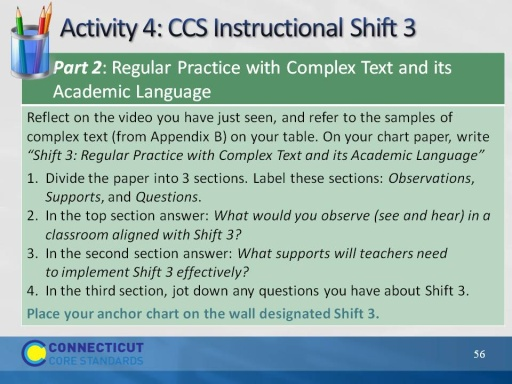 Activity 4: CCS Instructional Shift 3
Part 2: Regular Practice with Complex Text and its
Academic Language
Reflect on the video you have just seen, and refer to the samples of
complex text (from Appendix B) on your table. On your chart paper, write
“Shift 3: Regular Practice with Complex Text and its Academic Language”
1. Divide the paper into 3 sections. Label these sections: Observations,
Supports, and Questions.
2. In the top section answer: What would you observe (see and hear) in a
classroom aligned with Shift 3?
3. In the second section answer: What supports will teachers need
to implement Shift 3 effectively?
4. In the third section, jot down any questions you have about Shift 3.
Place your anchor chart on the wall designated Shift 3.
CONNECTICUT
CORE STANDARDS
56